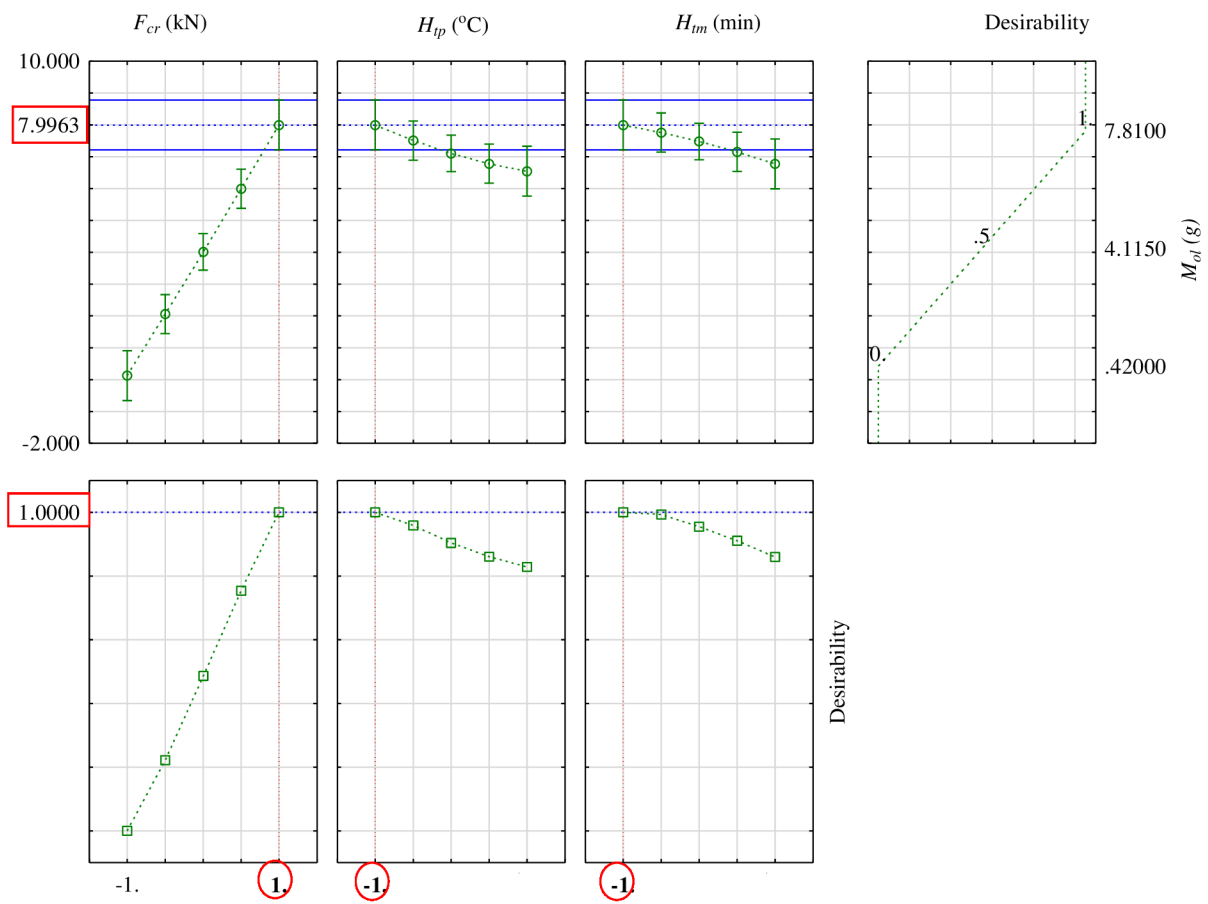 F_cr (kN) H_tp (°C) H_tm (min) Desirability
10.000
7.9963
-2.000
1.
7.8100
.5
4.1150
0.
.42000
M_ol (g)
1.0000
Desirability
-1. 1. -1. -1.